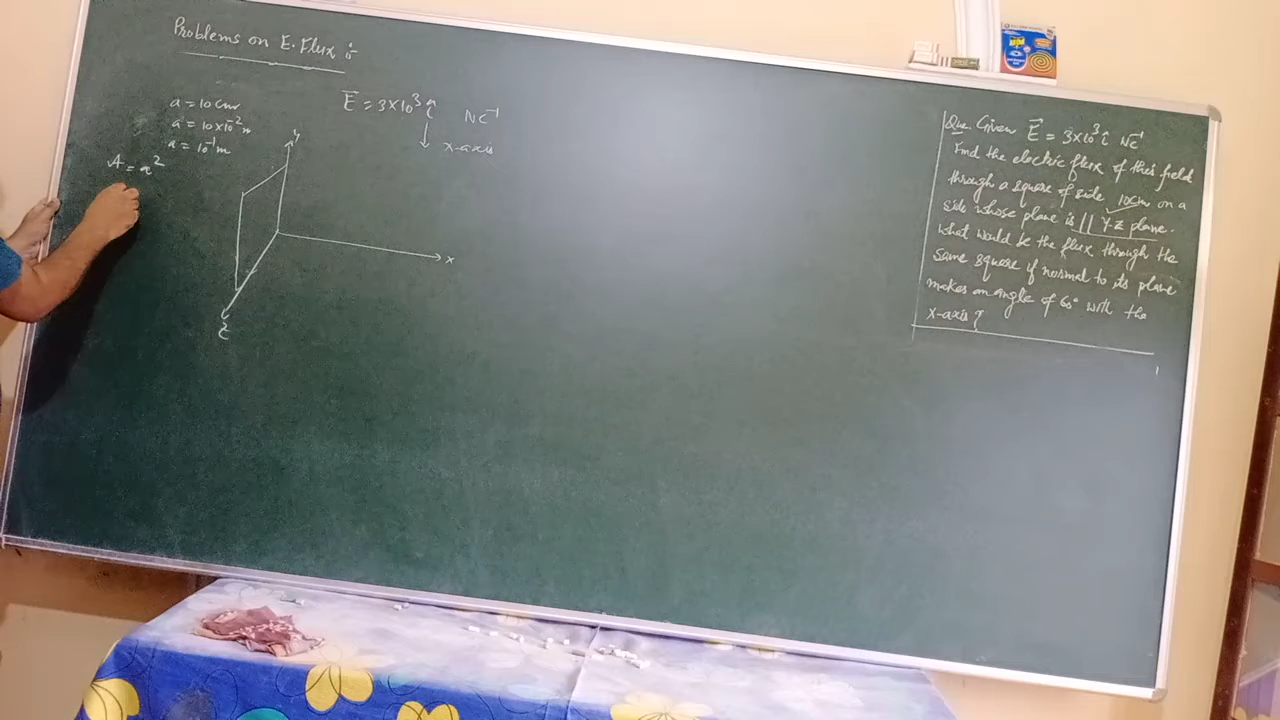 Problems on E. Flux :-
a = 10 cm
a = 10×10⁻² m
a = 10⁻¹ m
A = a²
E⃗ = 3×10³ î NC⁻¹
↓
x-axis
y
x
z
Que. Given E⃗ = 3×10³ î NC⁻¹
Find the electric flux of this field
through a square of side 10cm on a
side whose plane is || Y-Z plane.
what would be the flux through the
same square if normal to its plane
makes an angle of 60° with the
x-axis?